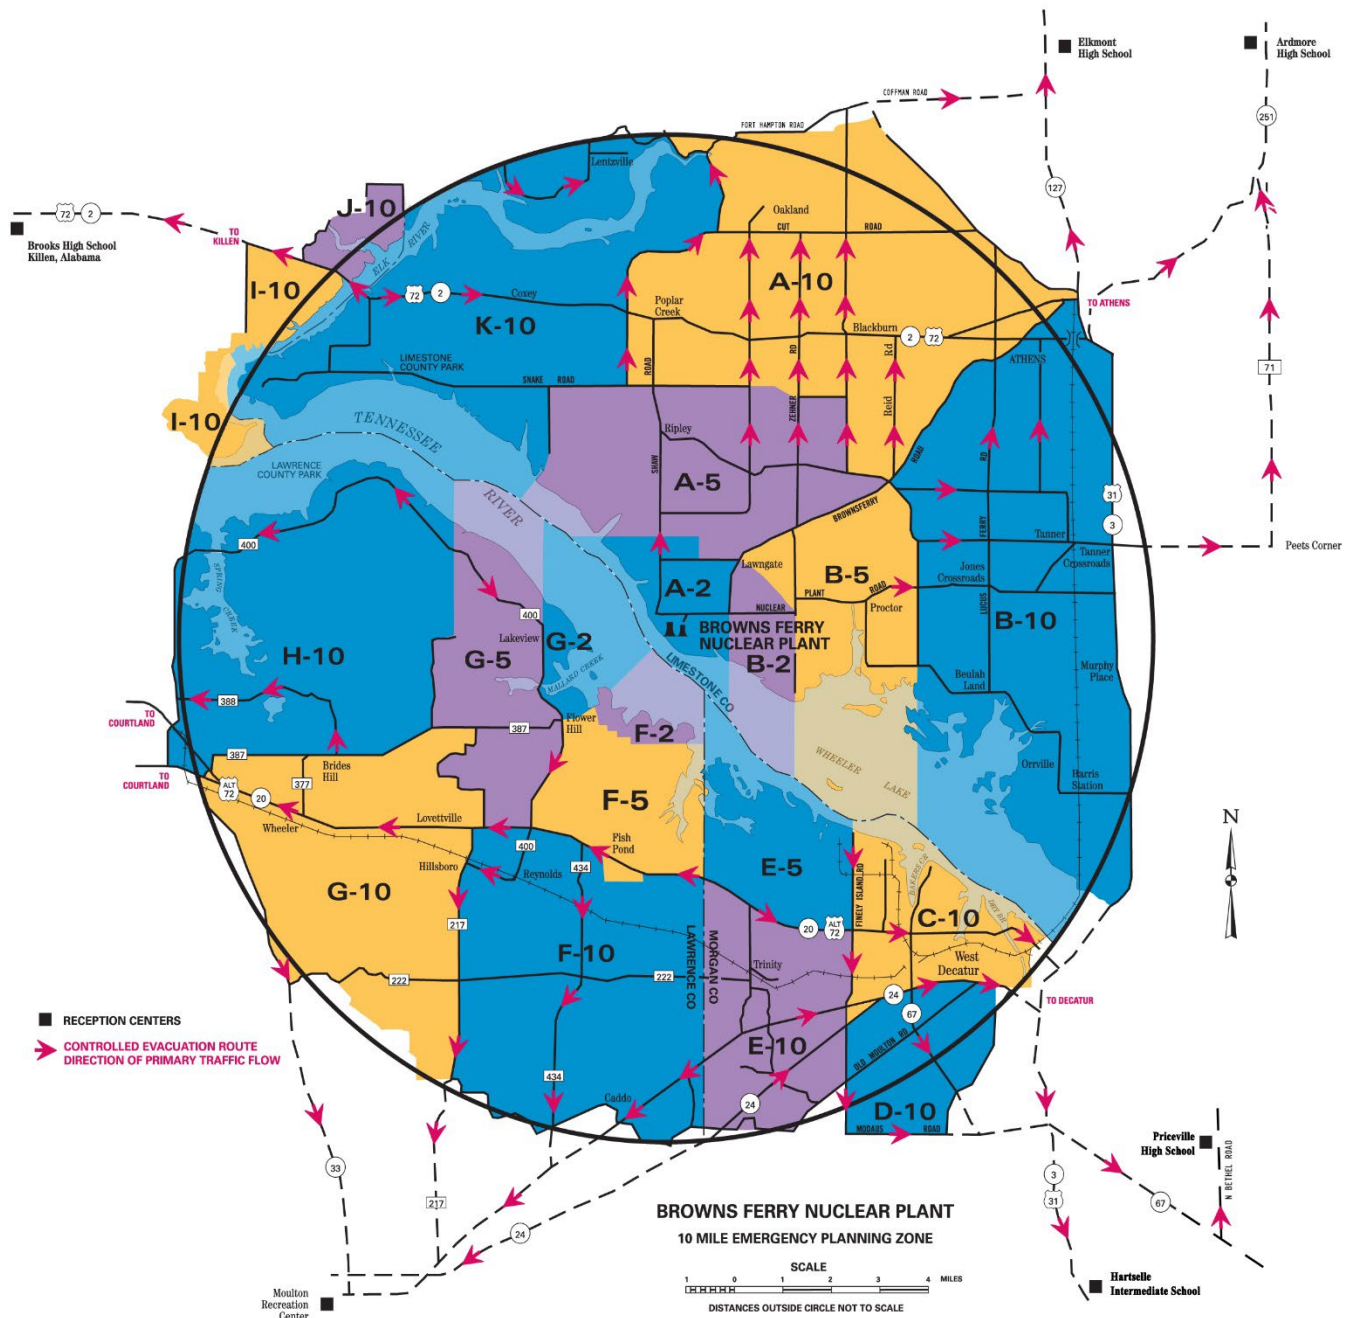 Elkmont
High School
Ardmore
High School
COFFMAN ROAD
FORT HAMPTON ROAD
251
127
Lentzville
J-10
72
2
TO
KILLEN
Brooks High School
Killen, Alabama
ELK RIVER
Oakland
CUT ROAD
I-10
72
2
Coxey
A-10
TO ATHENS
K-10
Poplar
Creek
Blackburn
2
72
LIMESTONE
COUNTY PARK
SNAKE ROAD
ROAD
RD
Rd
ATHENS
71
I-10
TENNESSEE
RIVER
ZEHNER
Reid
Ripley
LAWRENCE
COUNTY PARK
SHAW
A-5
ROAD
RD
31
3
BROWNSFERRY
FERRY
Tanner
Tanner
Crossroads
Peets Corner
400
SPRING
CREEK
Lawngate
B-5
Jones
Crossroads
A-2
NUCLEAR PLANT ROAD
Proctor
LUCUS
B-10
400
Lakeview
G-2
BROWNS FERRY
NUCLEAR PLANT
H-10
G-5
MALLARD CREEK
LIMESTONE CO
B-2
Beulah
Land
Murphy
Place
388
TO
COURTLAND
387
Flower
Hill
F-2
387
Brides
Hill
WHEELER
LAKE
Orrville
Harris
Station
TO
COURTLAND
ALT
72
20
377
F-5
N
Wheeler
Lovettville
Pish
Pond
400
Hillsboro
Reynolds
434
E-5
FINELY ISLAND RD
BAKERS CR
DRY BR
G-10
217
20
ALT
72
C-10
F-10
LAWRENCE CO
MORGAN CO
West
Decatur
222
222
Trinity
24
67
TO DECATUR
RECEPTION CENTERS
CONTROLLED EVACUATION ROUTE
DIRECTION OF PRIMARY TRAFFIC FLOW
E-10
OLD MOULTON RD
434
Caddo
24
D-10
MODAUS ROAD
Priceville
High School
N BETHEL ROAD
33
217
3
31
67
24
BROWNS FERRY NUCLEAR PLANT
10 MILE EMERGENCY PLANNING ZONE
SCALE
1 0 1 2 3 4 MILES
DISTANCES OUTSIDE CIRCLE NOT TO SCALE
Hartselle
Intermediate School
Moulton
Recreation
Center